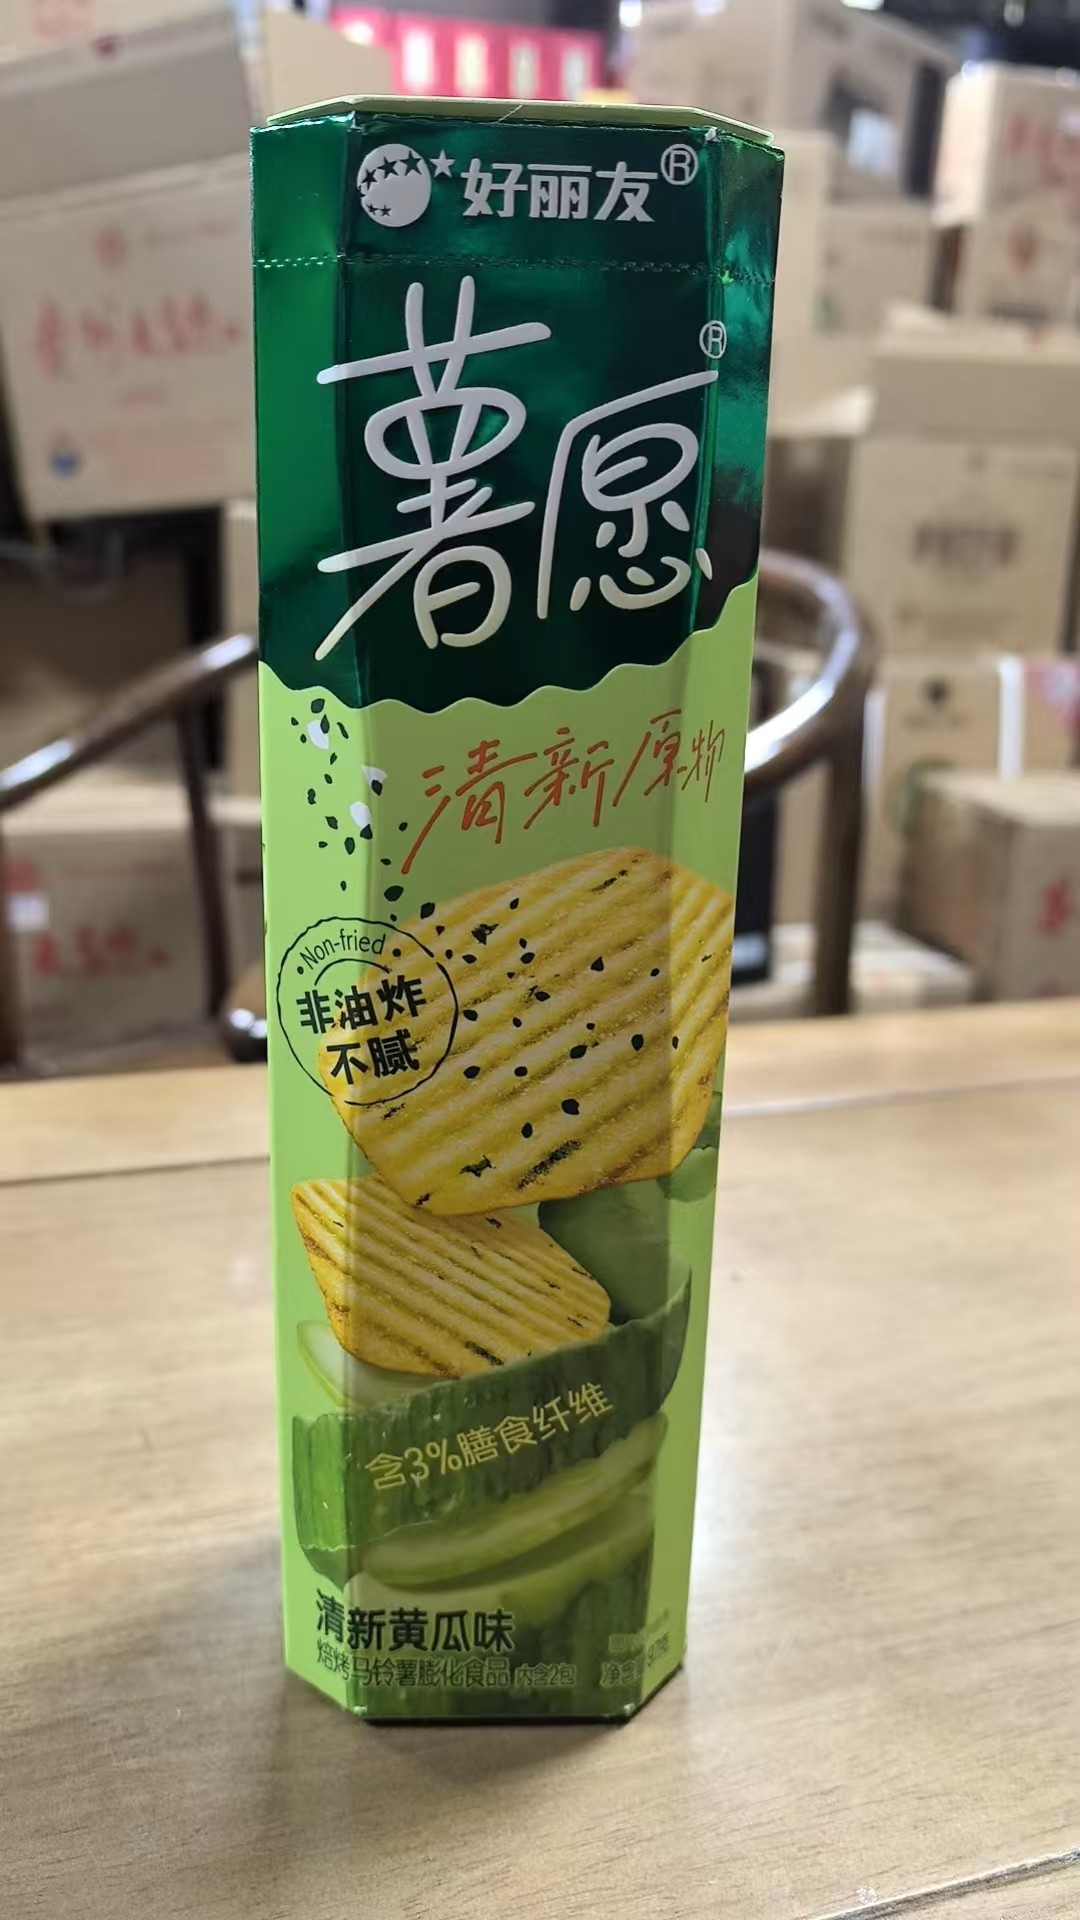 好丽友®
薯愿®
清新原物
Non-fried
非油炸
不腻
含3%膳食纤维
清新黄瓜味
焙烤马铃薯膨化食品 内含2包
净含